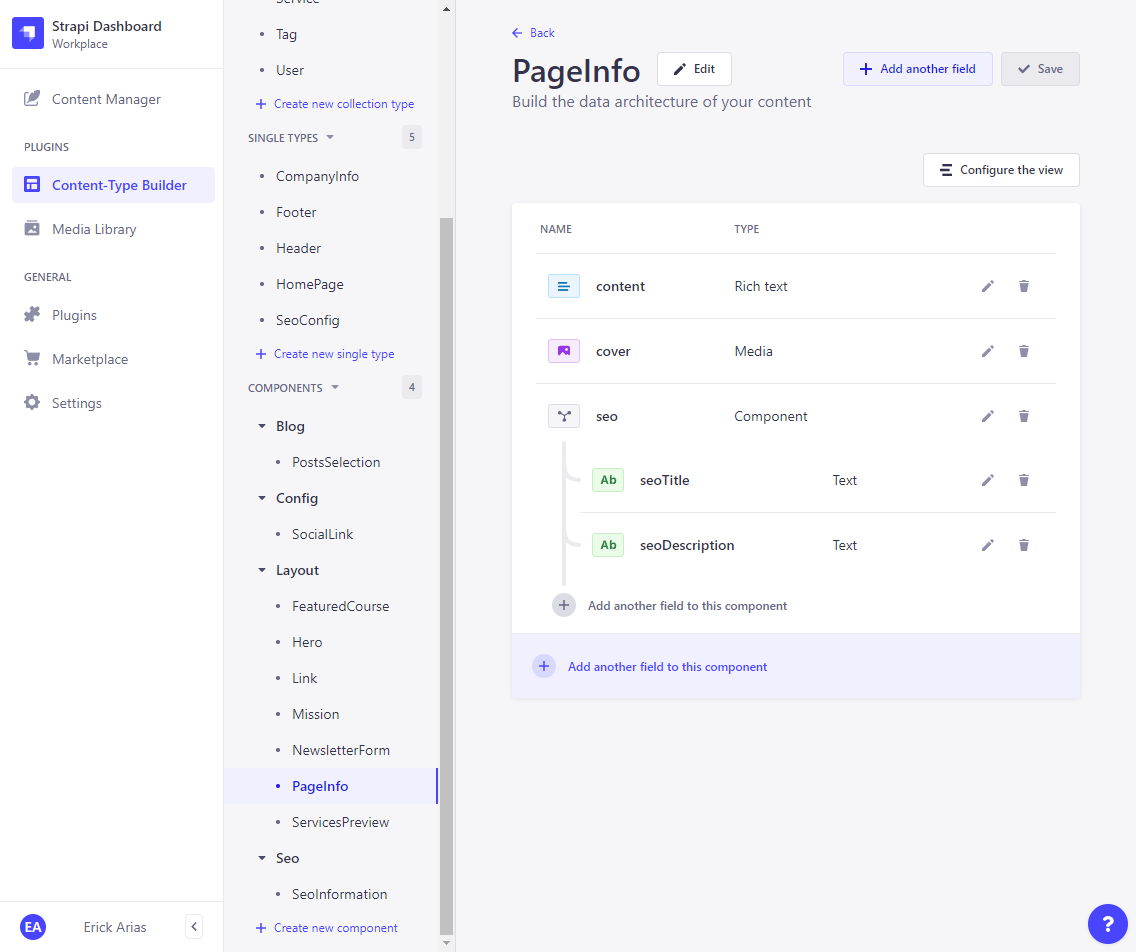 Strapi Dashboard
Workplace
Content Manager
PLUGINS
Content-Type Builder
Media Library
GENERAL
Plugins
Marketplace
Settings
EA
Erick Arias
Service
Tag
User
Create new collection type
SINGLE TYPES
5
CompanyInfo
Footer
Header
HomePage
SeoConfig
Create new single type
COMPONENTS
4
Blog
PostsSelection
Config
SocialLink
Layout
FeaturedCourse
Hero
Link
Mission
NewsletterForm
PageInfo
ServicesPreview
Seo
SeoInformation
Create new component
Back
PageInfo
Edit
Add another field
Save
Build the data architecture of your content
Configure the view
NAME TYPE
content Rich text
cover Media
seo Component
Ab seoTitle Text
Ab seoDescription Text
Add another field to this component
Add another field to this component
?